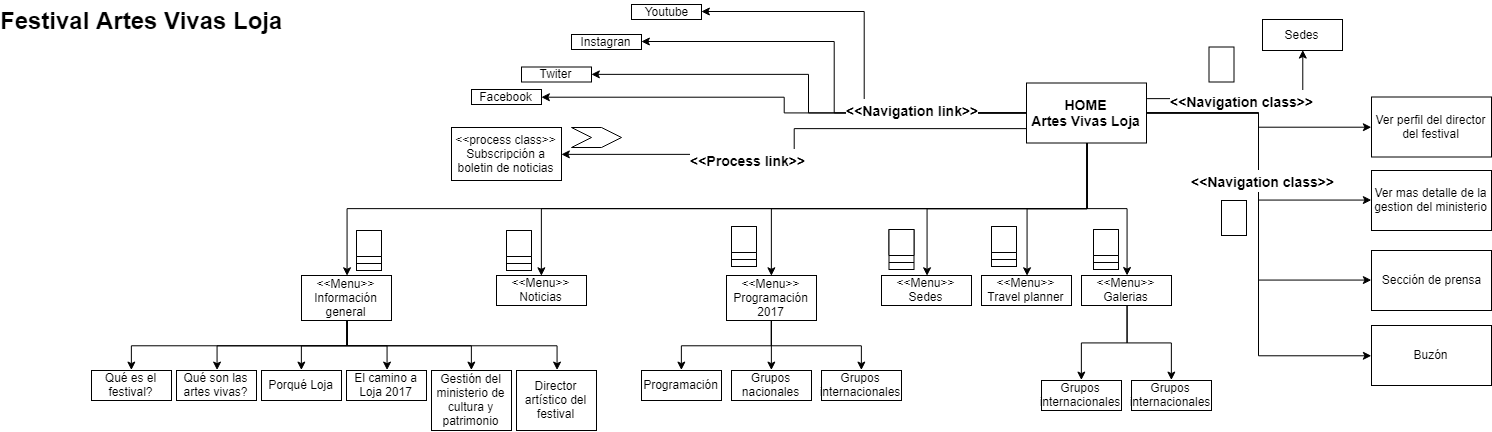 Festival Artes Vivas Loja
Youtube
Instagran
Twiter
Facebook
<<Navigation link>>
HOME
Artes Vivas Loja
Sedes
<<Navigation class>>
Ver perfil del director
del festival
<<process class>>
Subscripción a
boletin de noticias
<<Process link>>
<<Navigation class>>
Ver mas detalle de la
gestion del ministerio
Sección de prensa
Buzón
<<Menu>>
Información
general
<<Menu>>
Noticias
<<Menu>>
Programación
2017
<<Menu>>
Sedes
<<Menu>>
Travel planner
<<Menu>>
Galerias
Qué es el
festival?
Qué son las
artes vivas?
Porqué Loja
El camino a
Loja 2017
Gestión del
ministerio de
cultura y
patrimonio
Director
artístico del
festival
Programación
Grupos
nacionales
Grupos
internacionales
Grupos
internacionales
Grupos
internacionales